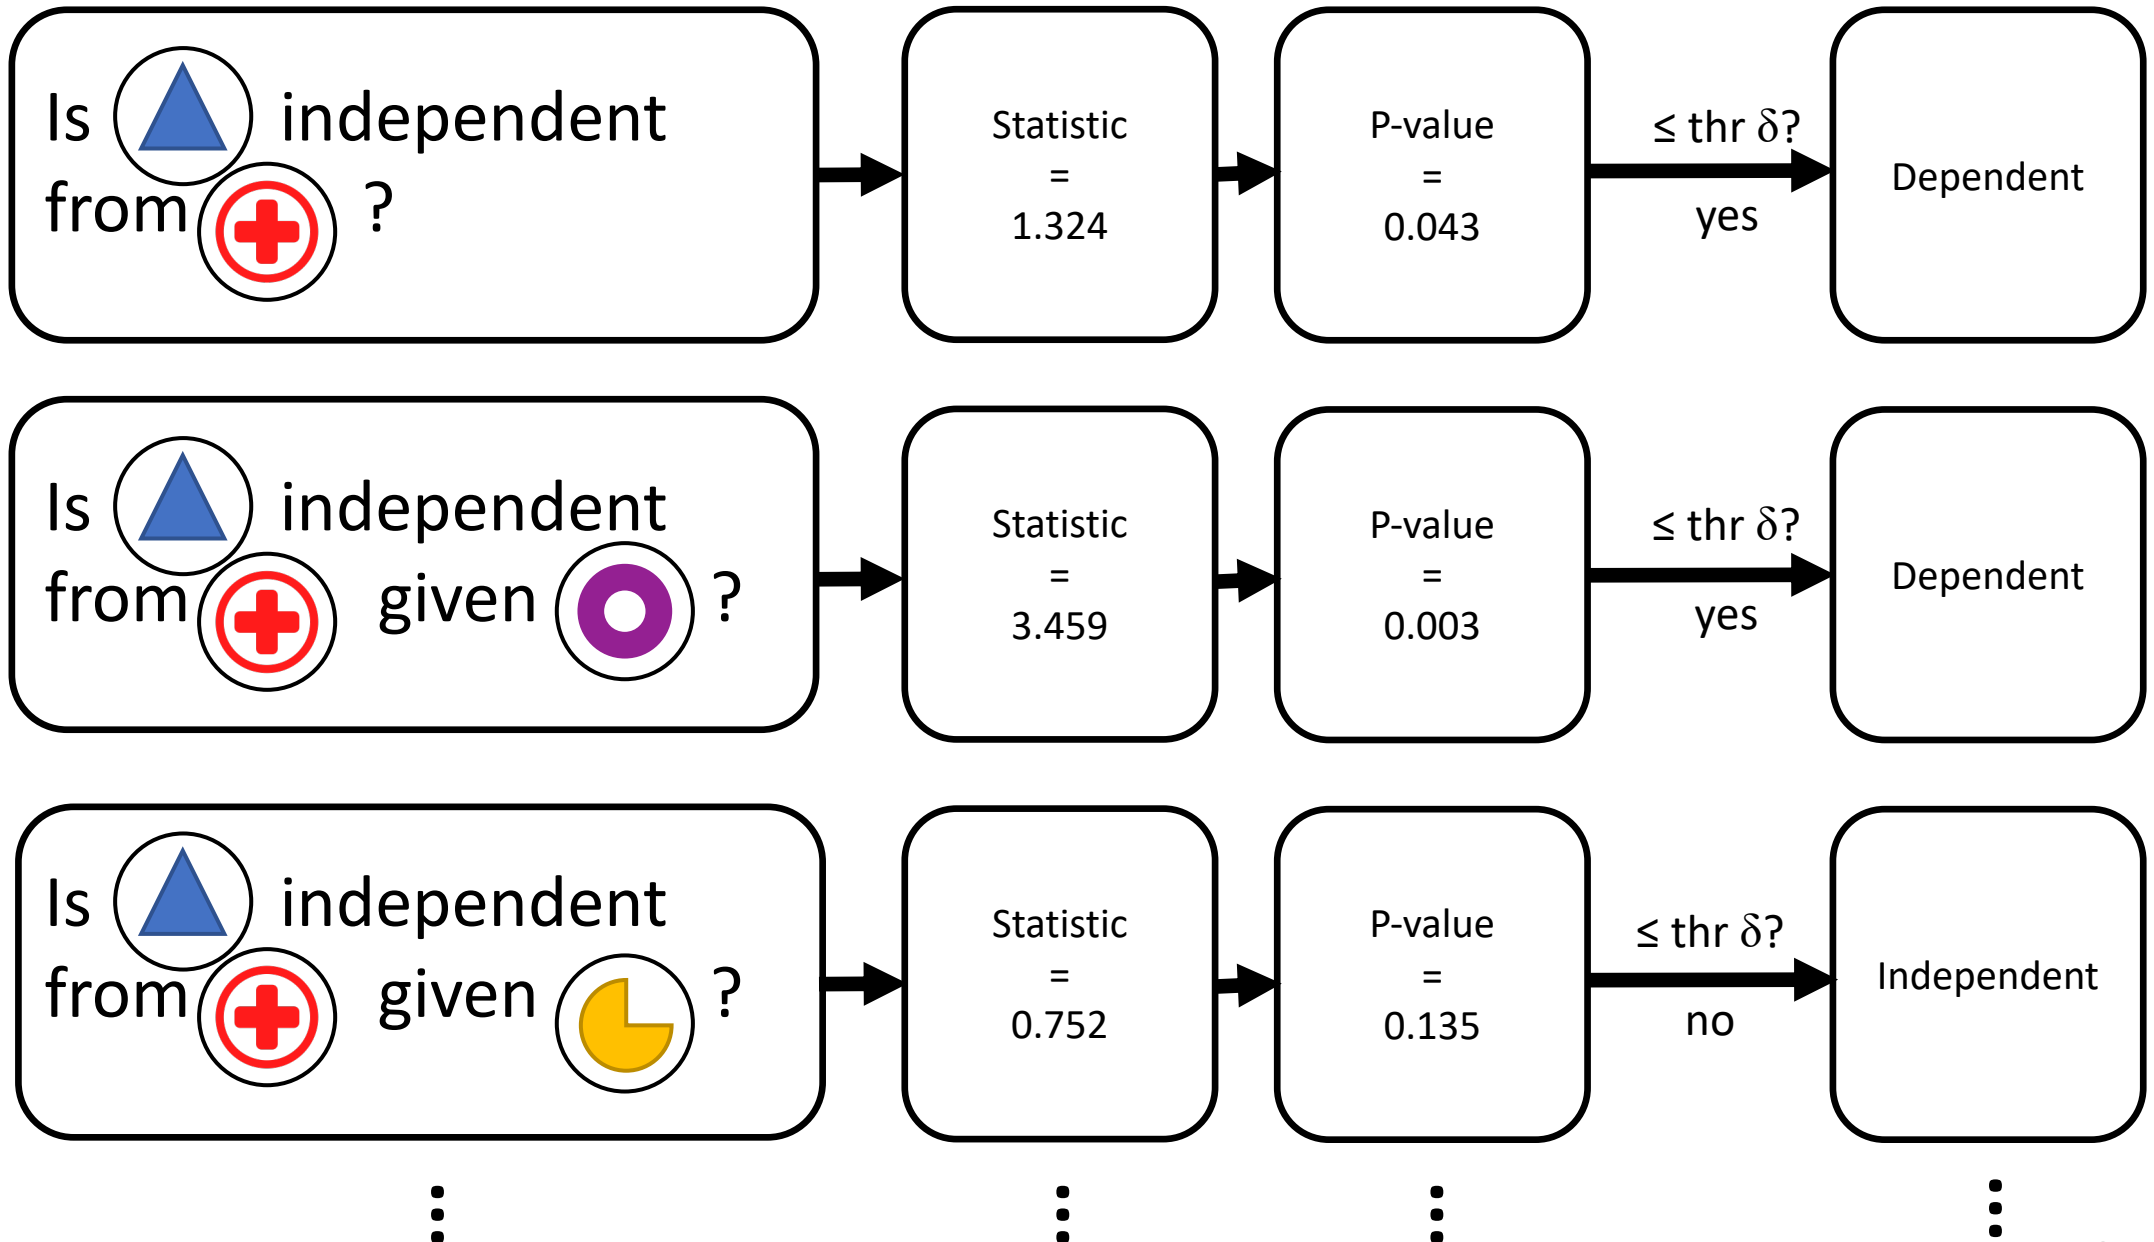 Is independent
from ?
Statistic
=
1.324
P-value
=
0.043
≤ thr δ?
yes
Dependent
Is independent
from given ?
Statistic
=
3.459
P-value
=
0.003
≤ thr δ?
yes
Dependent
Is independent
from given ?
Statistic
=
0.752
P-value
=
0.135
≤ thr δ?
no
Independent